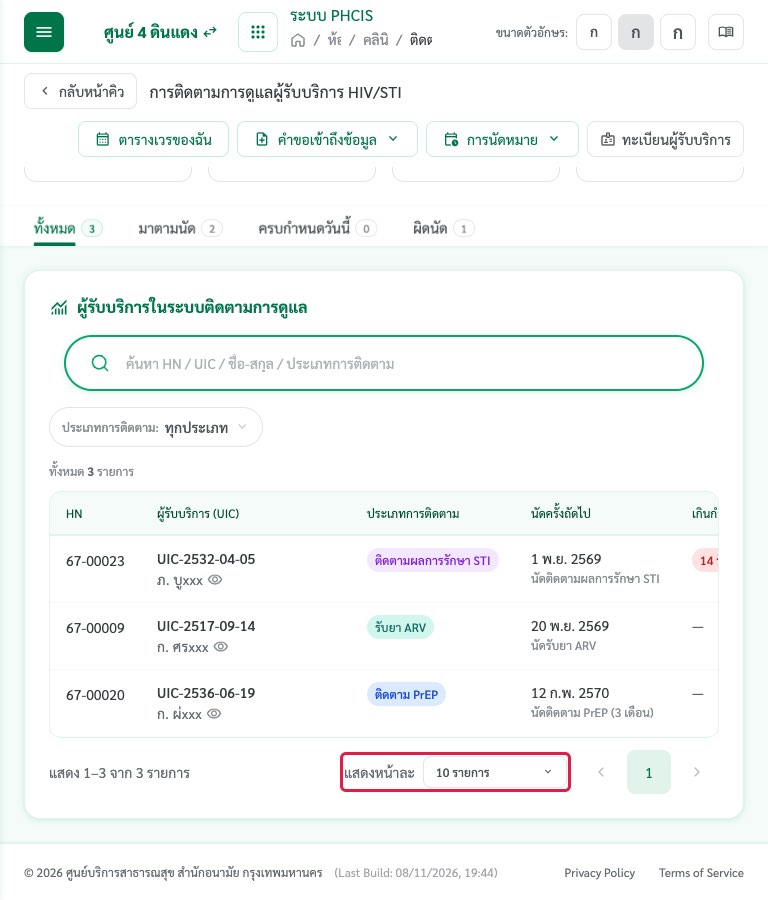 ศูนย์ 4 ดินแดง
ระบบ PHCIS
/ ห้ / คลินิ / ติดต
ขนาดตัวอักษร: ก ก ก
กลับหน้าคิว
การติดตามการดูแลผู้รับบริการ HIV/STI
ตารางเวรของฉัน
คำขอเข้าถึงข้อมูล
การนัดหมาย
ทะเบียนผู้รับบริการ
ทั้งหมด 3
มาตามนัด 2
ครบกำหนดวันนี้ 0
ผิดนัด 1
ผู้รับบริการในระบบติดตามการดูแล
ค้นหา HN / UIC / ชื่อ-สกุล / ประเภทการติดตาม
ประเภทการติดตาม: ทุกประเภท
ทั้งหมด 3 รายการ
HN ผู้รับบริการ (UIC) ประเภทการติดตาม นัดครั้งถัดไป เกินกำ
67-00023 UIC-2532-04-05 ติดตามผลการรักษา STI 1 พ.ย. 2569 14
ภ. บูxxx นัดติดตามผลการรักษา STI
67-00009 UIC-2517-09-14 รับยา ARV 20 พ.ย. 2569 —
ก. ศรxxx นัดรับยา ARV
67-00020 UIC-2536-06-19 ติดตาม PrEP 12 ก.พ. 2570 —
ก. ผ่xxx นัดติดตาม PrEP (3 เดือน)
แสดง 1–3 จาก 3 รายการ
แสดงหน้าละ 10 รายการ
1
© 2026 ศูนย์บริการสาธารณสุข สำนักอนามัย กรุงเทพมหานคร (Last Build: 08/11/2026, 19:44)
Privacy Policy Terms of Service